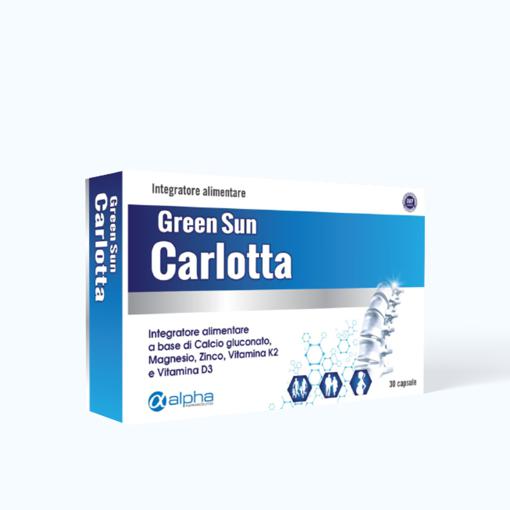 Integratore alimentare
Green Sun
Carlotta
Green Sun
Carlotta
Integratore alimentare
a base di Calcio gluconato,
Magnesio, Zinco, Vitamina K2
e Vitamina D3
alpha
30 capsule